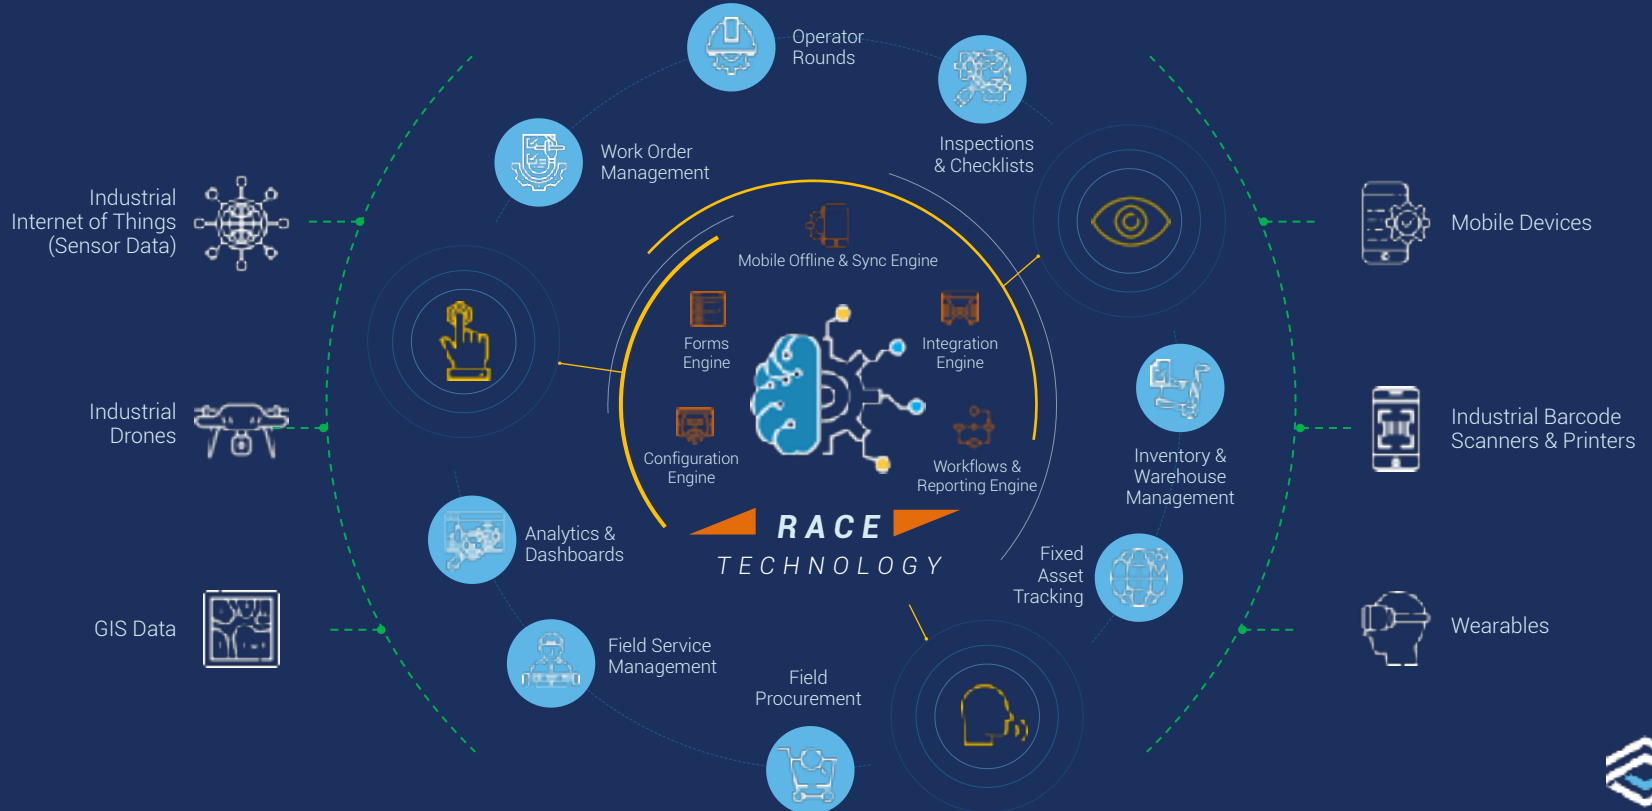 Operator
Rounds
Inspections
& Checklists
Work Order
Management
Industrial
Internet of Things
(Sensor Data)
Mobile Devices
Mobile Offline & Sync Engine
Forms
Engine
Integration
Engine
Industrial
Drones
Industrial Barcode
Scanners & Printers
Configuration
Engine
Workflows &
Reporting Engine
Inventory &
Warehouse
Management
RACE
TECHNOLOGY
Analytics &
Dashboards
Fixed
Asset
Tracking
GIS Data
Wearables
Field Service
Management
Field
Procurement